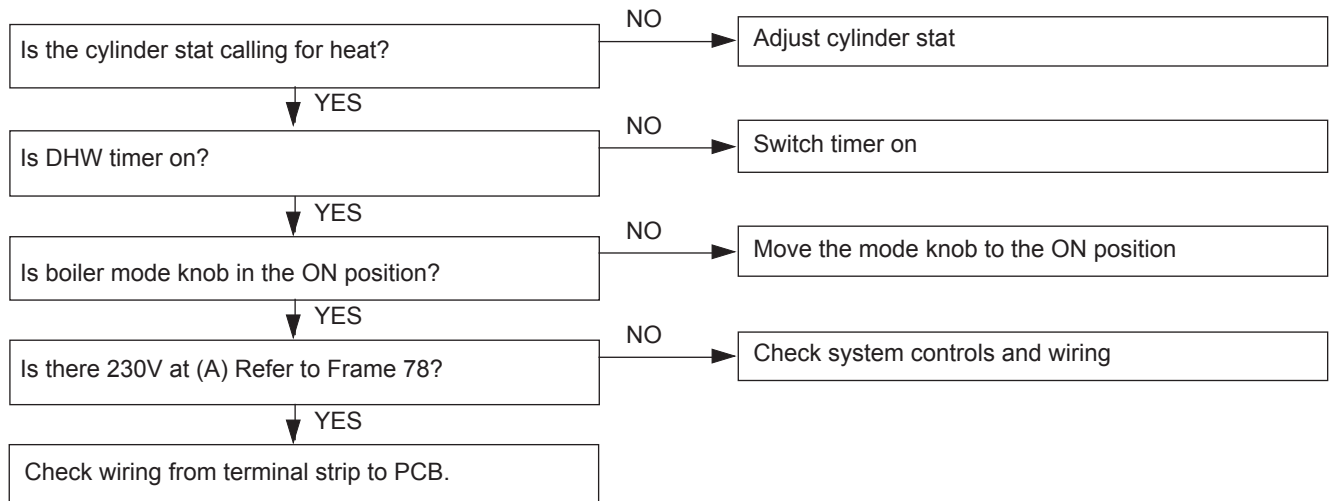 NO
Is the cylinder stat calling for heat?
Adjust cylinder stat
YES
NO
Is DHW timer on?
Switch timer on
YES
NO
Is boiler mode knob in the ON position?
Move the mode knob to the ON position
YES
NO
Is there 230V at (A) Refer to Frame 78?
Check system controls and wiring
YES
Check wiring from terminal strip to PCB.